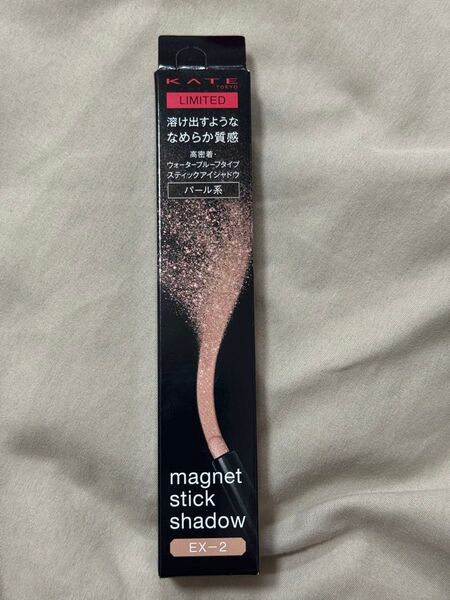 KATE
TOKYO
LIMITED
溶け出すような
なめらか質感
高密着・
ウォータープルーフタイプ
スティックアイシャドウ
パール系
magnet
stick
shadow
EX-2